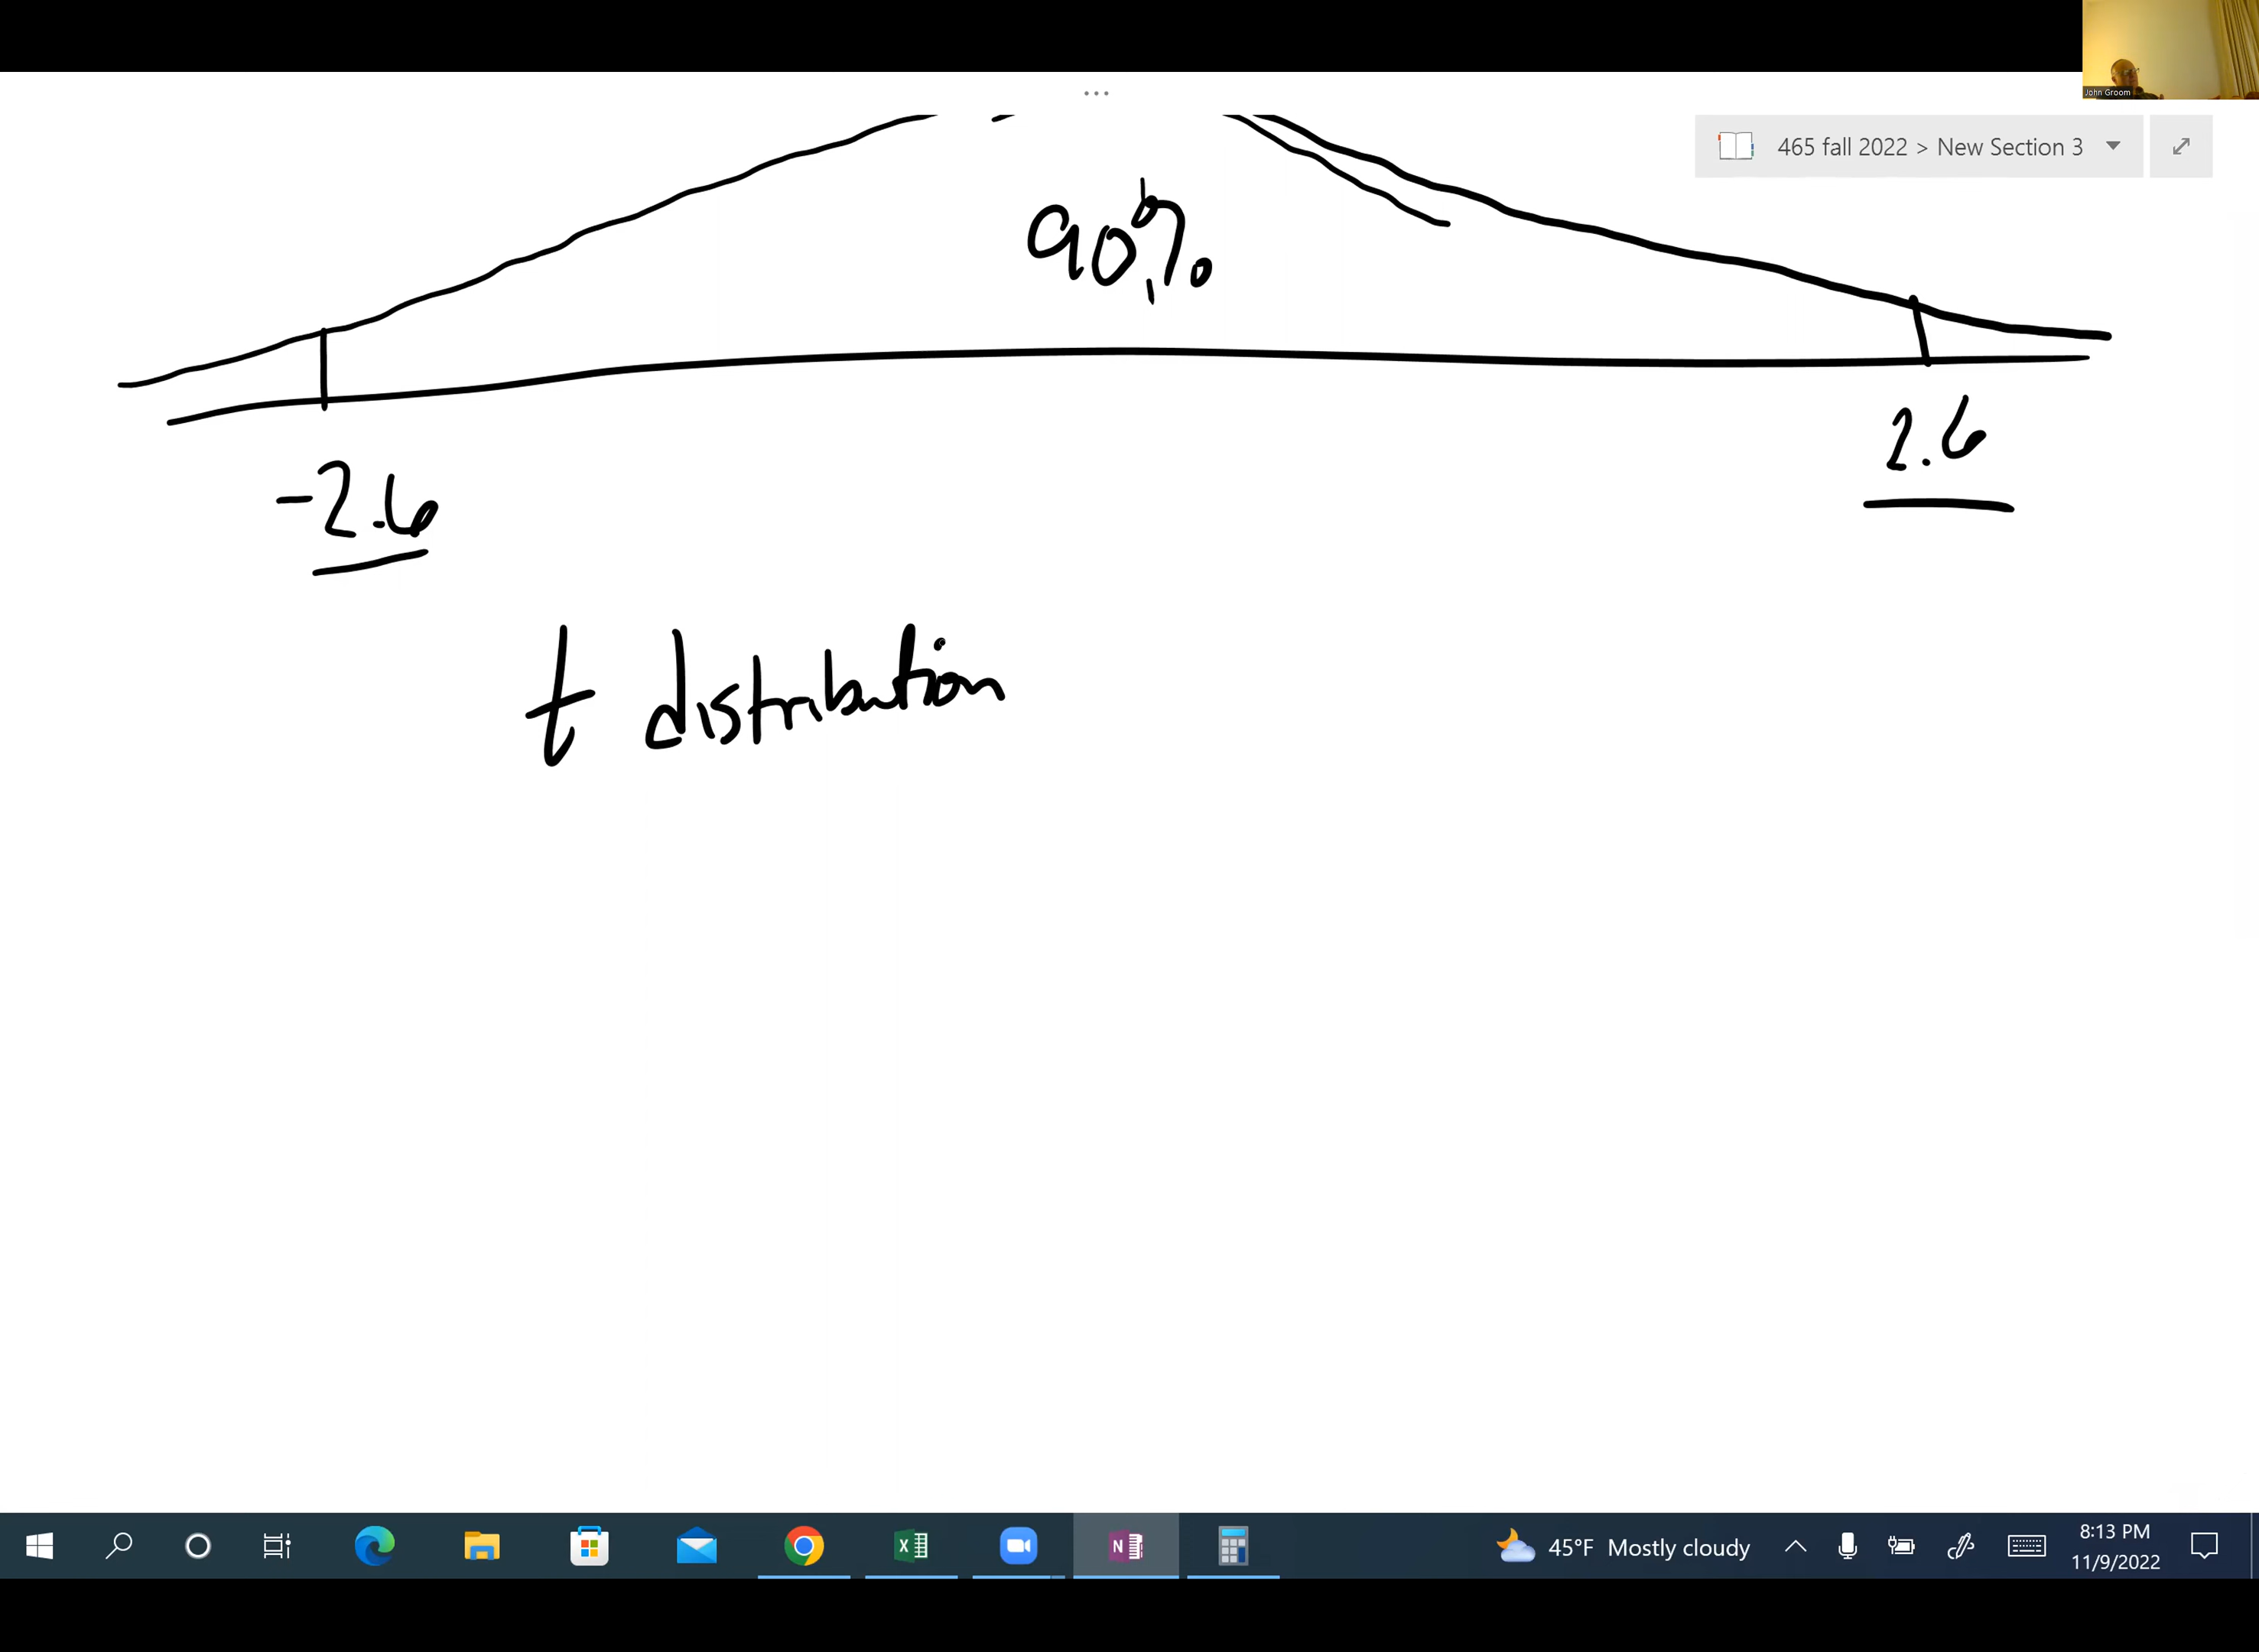 John Groom
465 fall 2022 > New Section 3
90%
-2.6
2.6
t distribution
45°F Mostly cloudy
8:13 PM
11/9/2022